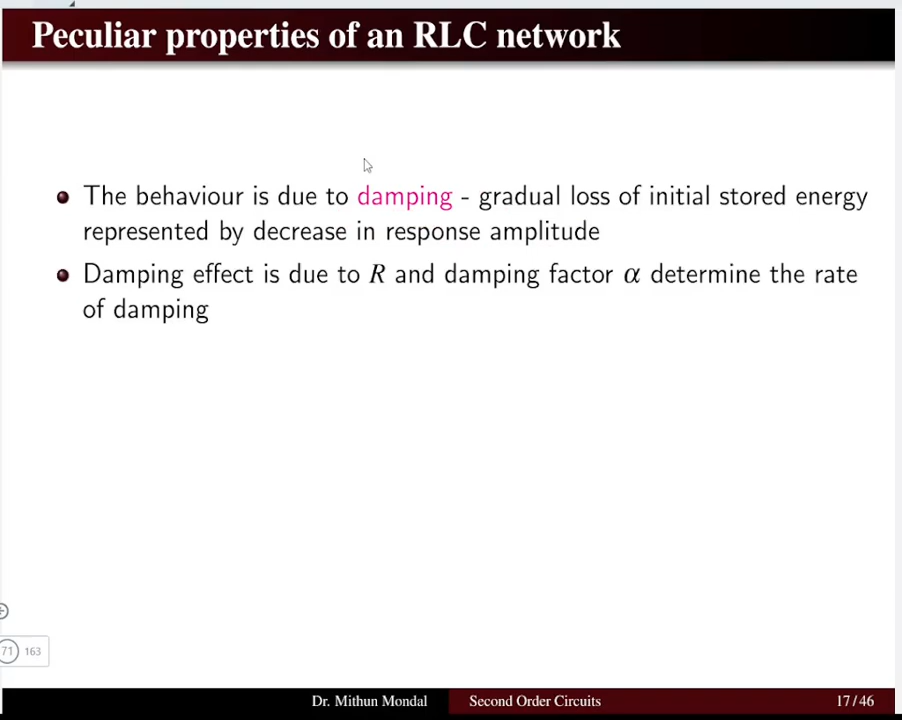 Peculiar properties of an RLC network
The behaviour is due to damping - gradual loss of initial stored energy
represented by decrease in response amplitude
Damping effect is due to R and damping factor α determine the rate
of damping
71 163
Dr. Mithun Mondal Second Order Circuits 17/46